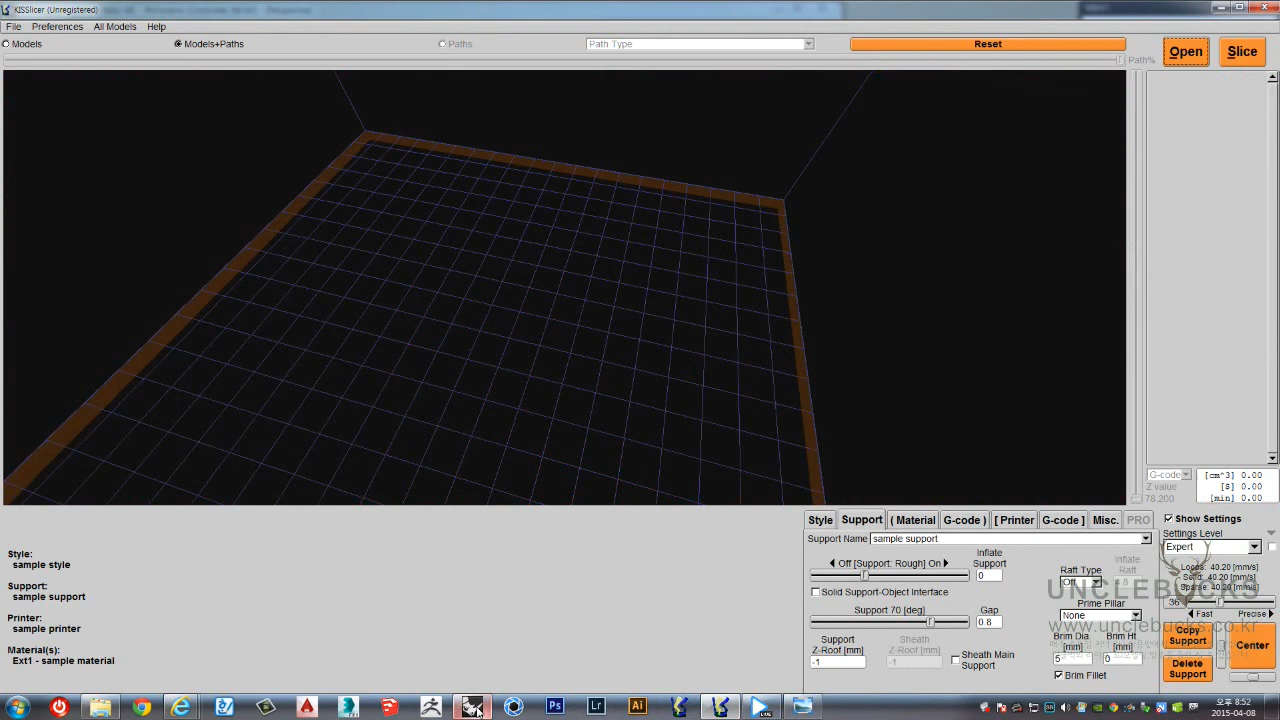 KISSlicer (Unregistered)
File Preferences All Models Help
Models Models+Paths Paths Path Type Reset
Path%
Open Slice
G-code
Z value
78.200
[cm^3] 0.00
[$] 0.00
[min] 0.00
Style:
sample style
Support:
sample support
Printer:
sample printer
Material(s):
Ext1 - sample material
Style Support ( Material G-code ) [ Printer G-code ] Misc. PRO
Support Name sample support
Off [Support: Rough] On
Inflate Support
0
Solid Support-Object Interface
Support 70 [deg]
Gap
0.8
Support Z-Roof [mm]
-1
Sheath Z-Roof [mm]
-1
Sheath Main Support
Raft Type
Off
Inflate Raft
Prime Pillar
None
Brim Dia [mm]
5
Brim Ht [mm]
0
Brim Fillet
Show Settings
Settings Level
Expert
Loops: 40.20 [mm/s]
Solid: 40.20 [mm/s]
Sparse: 40.20 [mm/s]
36
Fast Precise
Copy Support
Delete Support
Center
UNCLEBUCKS
www.unclebucks.co.kr
Ps Lr Ai
LIVE
오후 8:52
2015-04-08